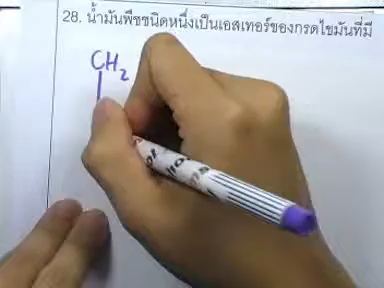 28. น้ำมันพืชชนิดหนึ่งเป็นเอสเทอร์ของกรดไขมันที่มี
CH₂